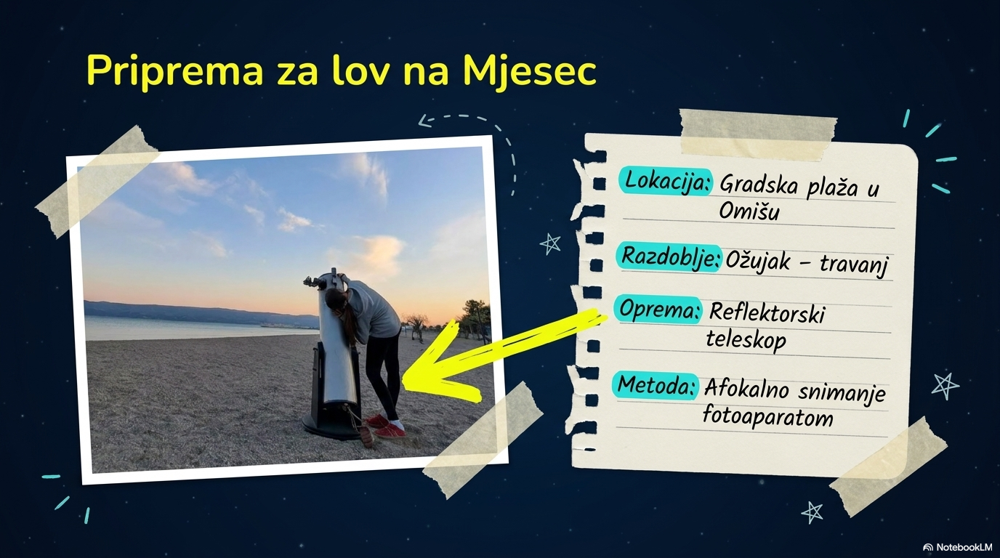 Priprema za lov na Mjesec
Lokacija: Gradska plaža u
Omišu
Razdoblje: Ožujak – travanj
Oprema: Reflektorski
teleskop
Metoda: Afokalno snimanje
fotoaparatom
NotebookLM